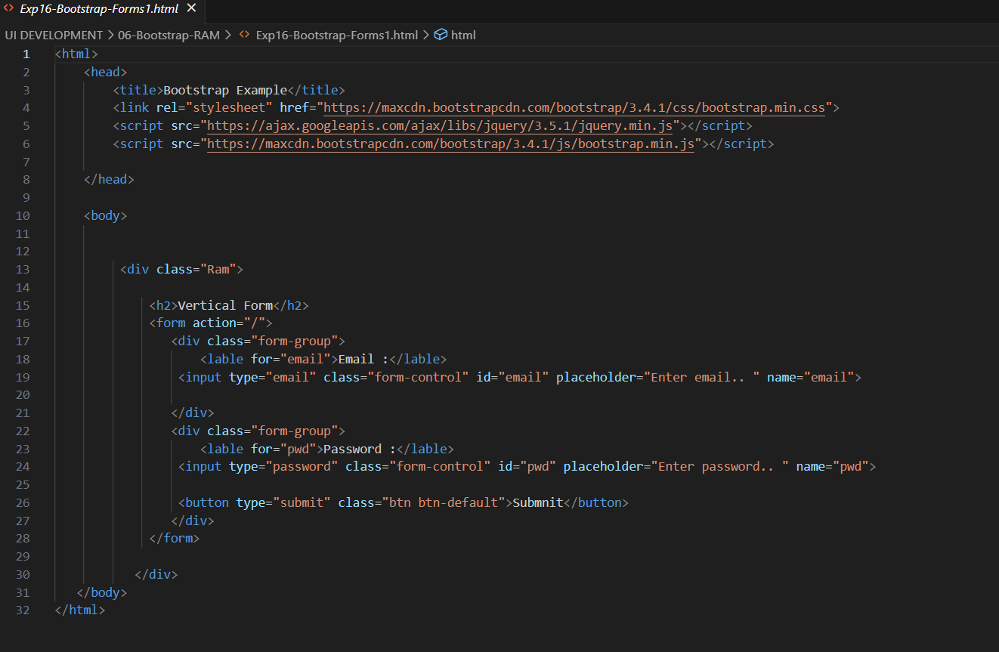 Exp16-Bootstrap-Forms1.html
UI DEVELOPMENT > 06-Bootstrap-RAM > Exp16-Bootstrap-Forms1.html > html
1 <html>
2 <head>
3 <title>Bootstrap Example</title>
4 <link rel="stylesheet" href="https://maxcdn.bootstrapcdn.com/bootstrap/3.4.1/css/bootstrap.min.css">
5 <script src="https://ajax.googleapis.com/ajax/libs/jquery/3.5.1/jquery.min.js"></script>
6 <script src="https://maxcdn.bootstrapcdn.com/bootstrap/3.4.1/js/bootstrap.min.js"></script>
7
8 </head>
9
10 <body>
11
12
13 <div class="Ram">
14
15 <h2>Vertical Form</h2>
16 <form action="/">
17 <div class="form-group">
18 <lable for="email">Email :</lable>
19 <input type="email" class="form-control" id="email" placeholder="Enter email.. " name="email">
20
21 </div>
22 <div class="form-group">
23 <lable for="pwd">Password :</lable>
24 <input type="password" class="form-control" id="pwd" placeholder="Enter password.. " name="pwd">
25
26 <button type="submit" class="btn btn-default">Submnit</button>
27 </div>
28 </form>
29
30 </div>
31 </body>
32 </html>